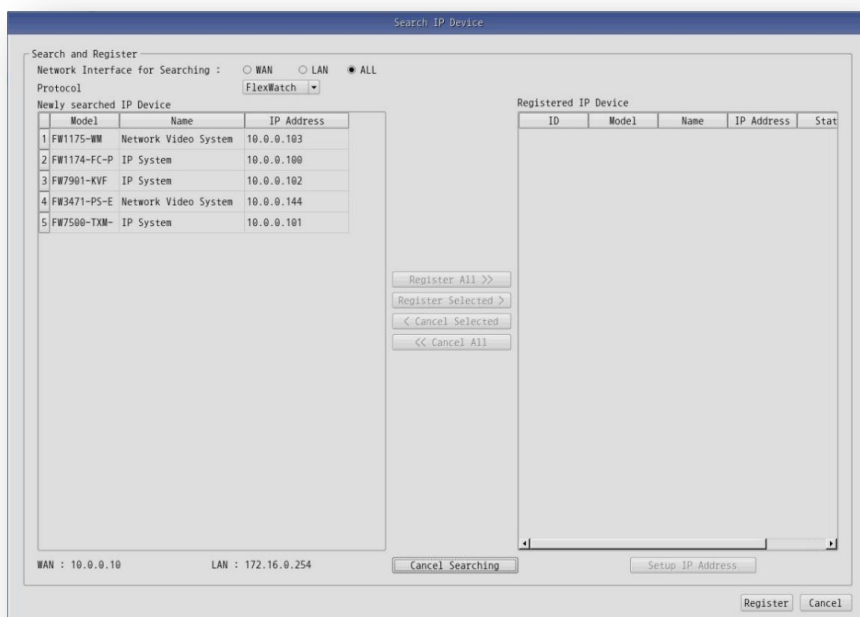 Search IP Device
Search and Register
Network Interface for Searching : WAN LAN ALL
Protocol FlexWatch
Newly searched IP Device
Model Name IP Address
1 FW1175-WM Network Video System 10.0.0.103
2 FW1174-FC-P IP System 10.0.0.100
3 FW7901-KVF IP System 10.0.0.102
4 FW3471-PS-E Network Video System 10.0.0.144
5 FW7500-TXM- IP System 10.0.0.101
Register All >>
Register Selected >
< Cancel Selected
<< Cancel All
Registered IP Device
ID Model Name IP Address Stat
WAN : 10.0.0.10 LAN : 172.16.0.254
Cancel Searching
Setup IP Address
Register Cancel